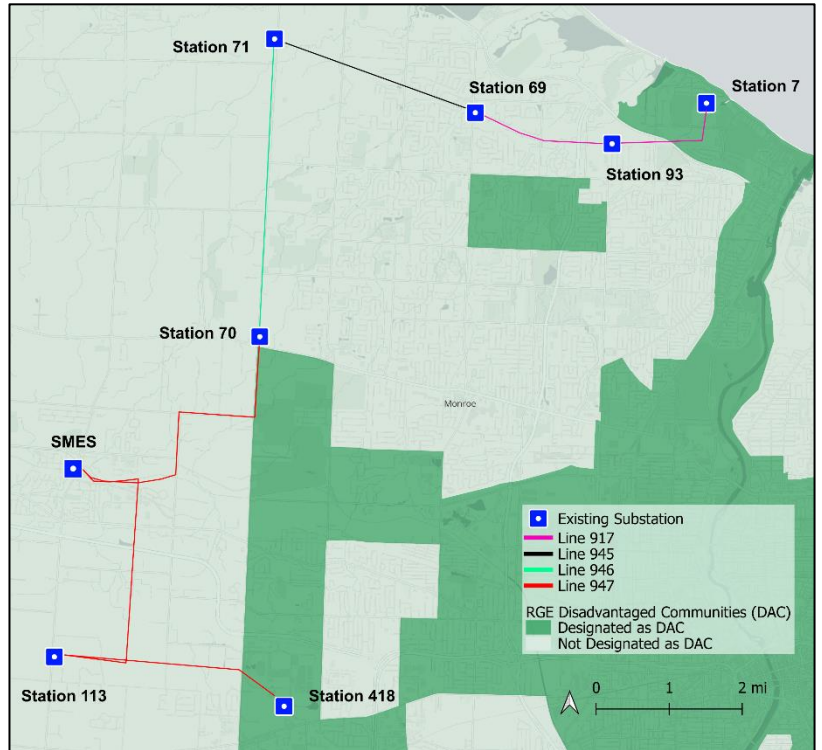 Station 71
Station 69
Station 7
Station 93
Station 70
Monroe
SMES
Existing Substation
Line 917
Line 945
Line 946
Line 947
RGE Disadvantaged Communities (DAC)
Designated as DAC
Not Designated as DAC
0 1 2 mi
Station 113
Station 418